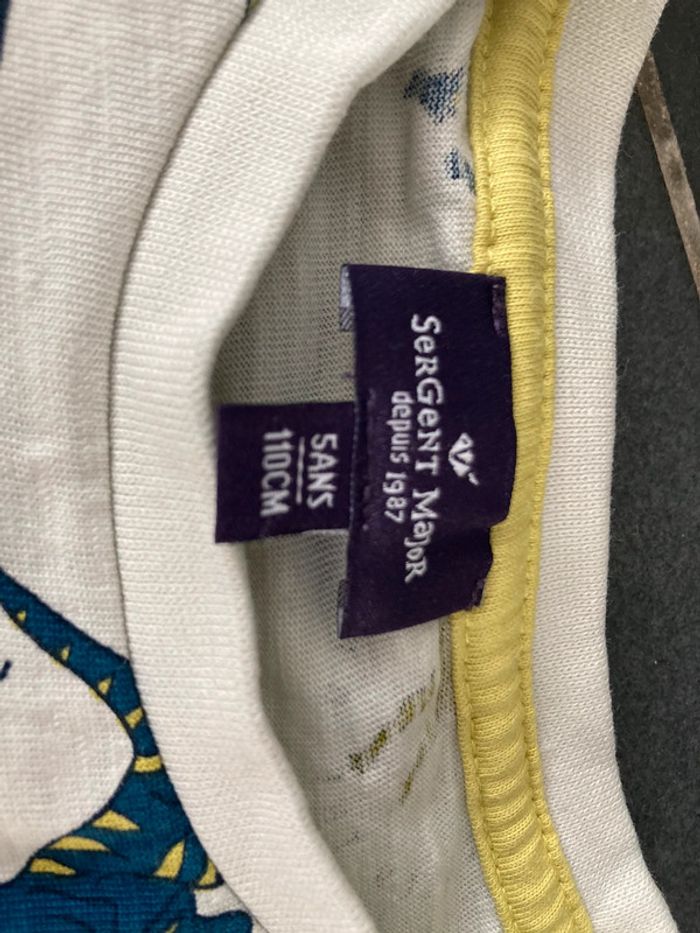 SerGeNT MajoR
depuis 1987
5ANS
110CM